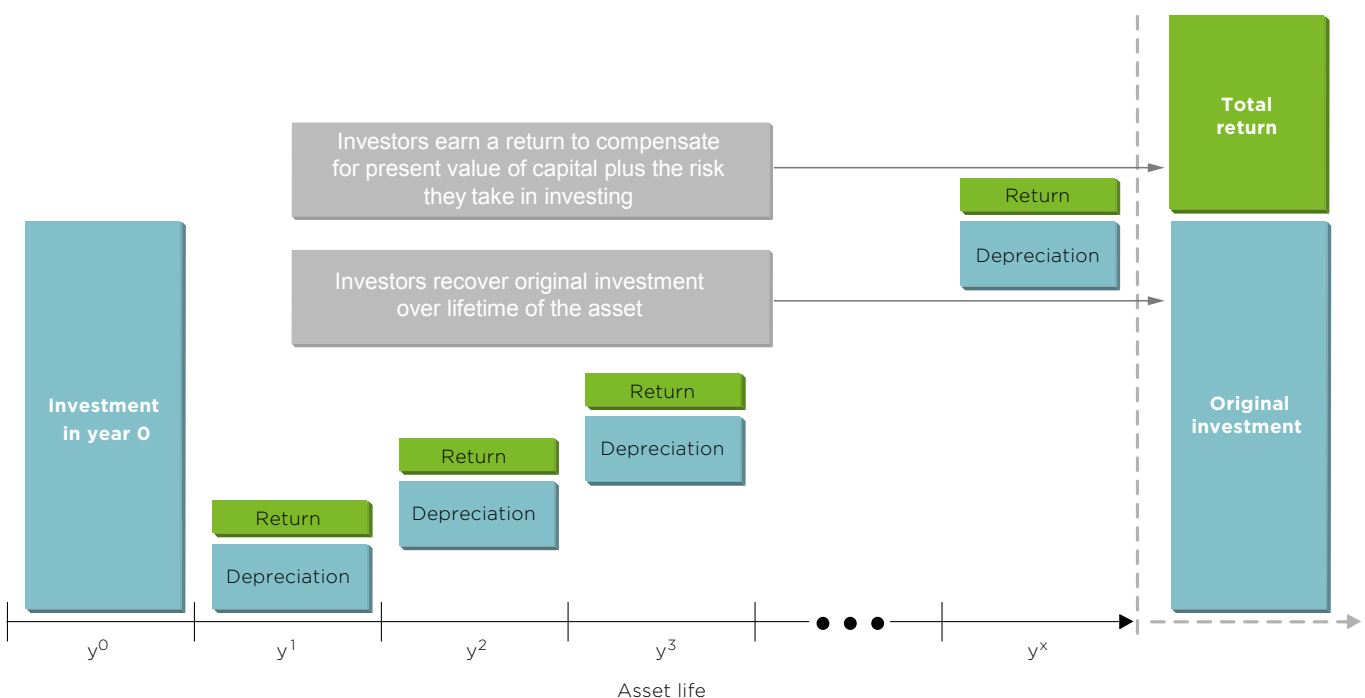 Total
return
Investors earn a return to compensate
for present value of capital plus the risk
they take in investing
Return
Depreciation
Investors recover original investment
over lifetime of the asset
Return
Investment
in year 0
Original
investment
Depreciation
Return
Depreciation
Return
Depreciation
y⁰
y¹
y²
y³
yˣ
Asset life